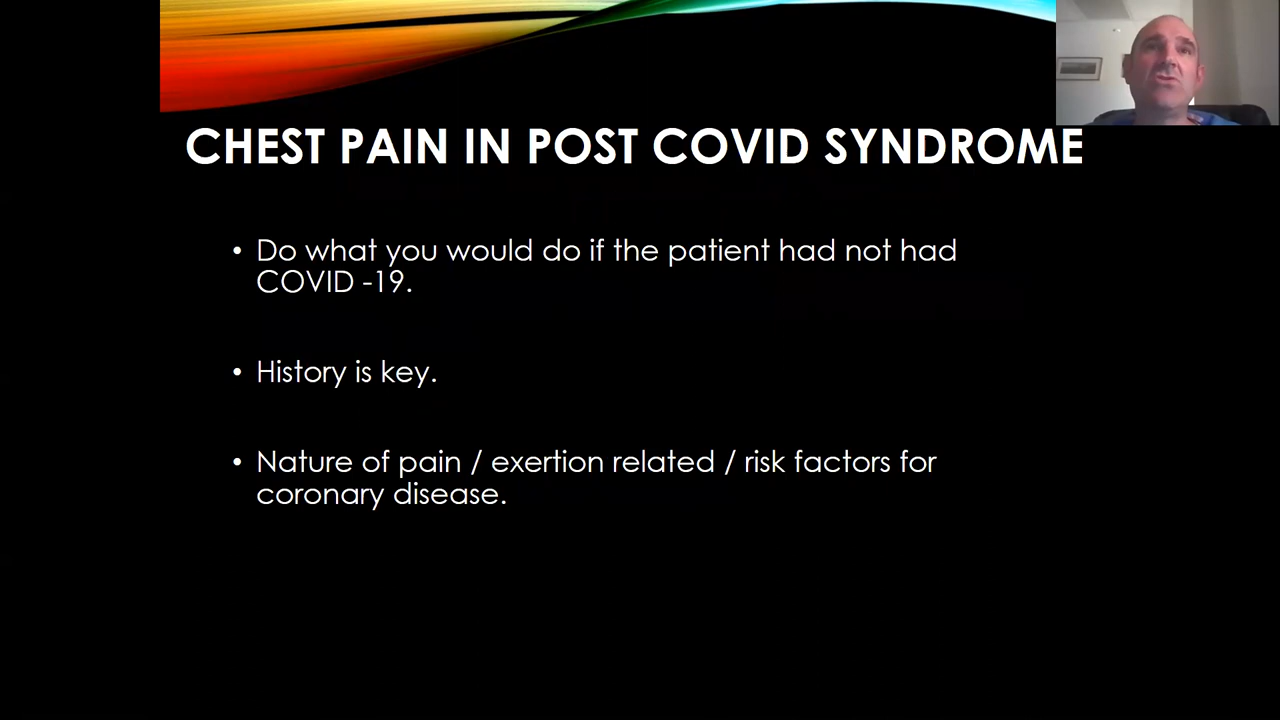 CHEST PAIN IN POST COVID SYNDROME
• Do what you would do if the patient had not had
COVID -19.
• History is key.
• Nature of pain / exertion related / risk factors for
coronary disease.